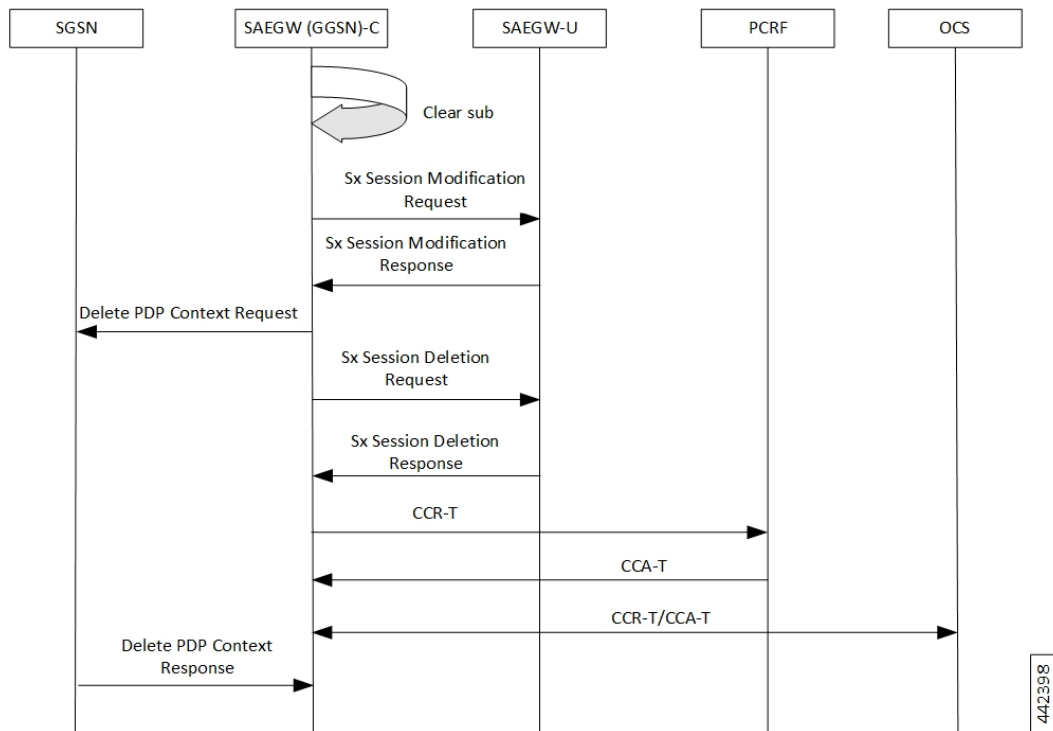 SGSN
SAEGW (GGSN)-C
SAEGW-U
PCRF
OCS
Clear sub
Sx Session Modification
Request
Sx Session Modification
Response
Delete PDP Context Request
Sx Session Deletion
Request
Sx Session Deletion
Response
CCR-T
CCA-T
CCR-T/CCA-T
Delete PDP Context
Response
442398